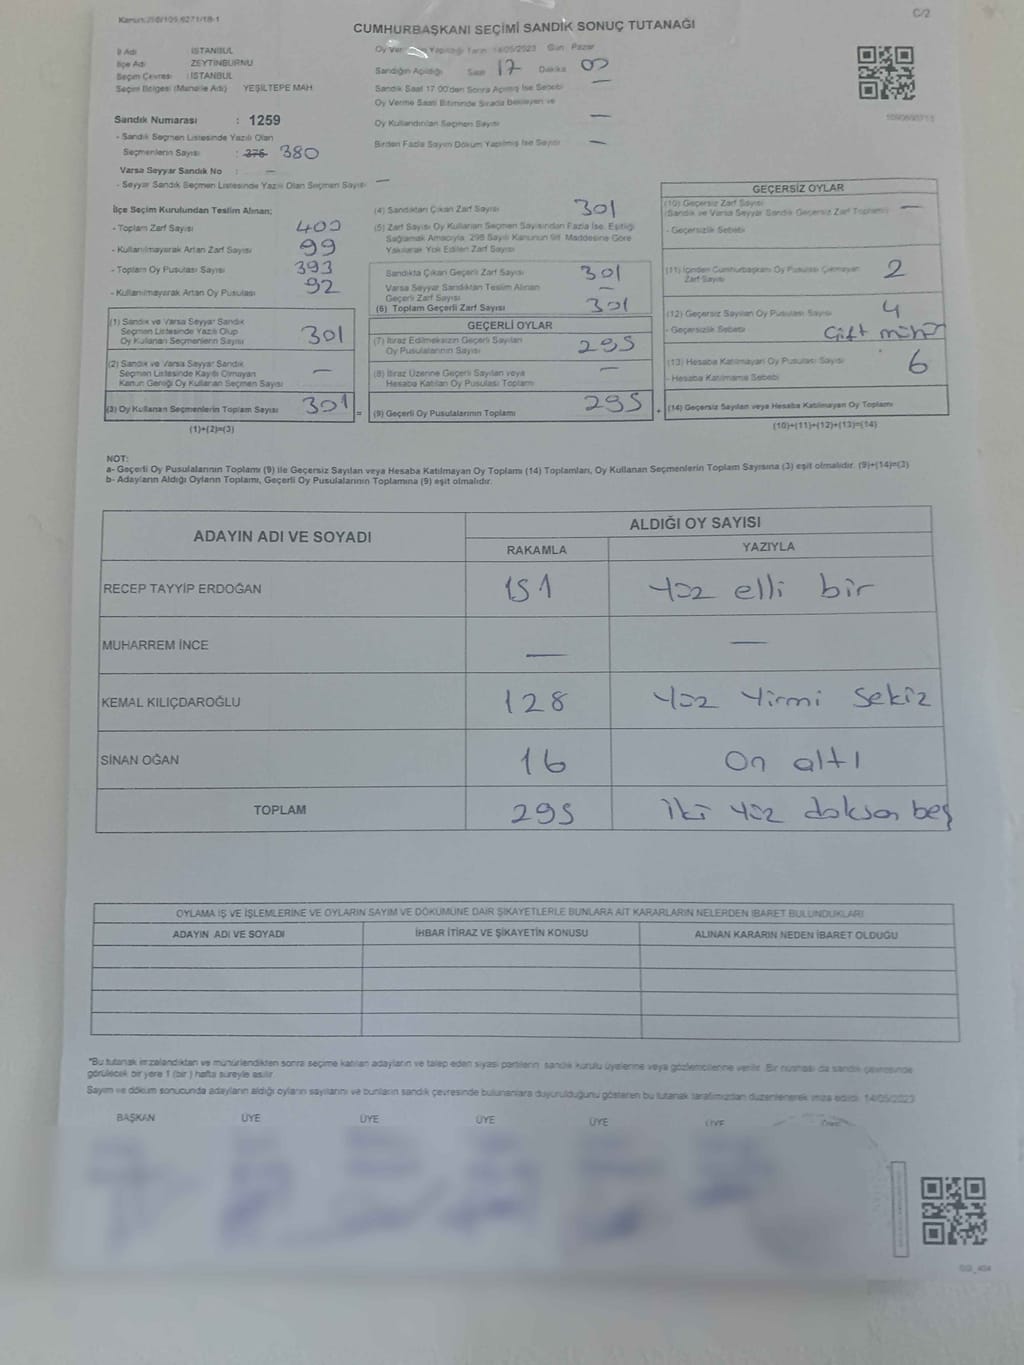 C/2
CUMHURBAŞKANI SEÇİMİ SANDIK SONUÇ TUTANAĞI
İl Adı : İSTANBUL
İlçe Adı ZEYTİNBURNU
Seçim Çevresi : İSTANBUL
Seçim Bölgesi (Mahalle Adı) YEŞİLTEPE MAH
Oy Verme Yapıldığı Tarih 14/05/2023 Gün Pazar
Sandığın Açıldığı Saat 17 Dakika 00
Sandık Saat 17.00'den Sonra Açılmış İse Sebebi —
Oy Verme Saati Bitiminde Sırada Bekleyen ve
Oy Kullandırılan Seçmen Sayısı —
Birden Fazla Sayım Döküm Yapılmış İse Sayısı —
Sandık Numarası : 1259
- Sandık Seçmen Listesinde Yazılı Olan
Seçmenlerin Sayısı : 375 380
Varsa Seyyar Sandık No : —
- Seyyar Sandık Seçmen Listesinde Yazılı Olan Seçmen Sayısı —
İlçe Seçim Kurulundan Teslim Alınan;
- Toplam Zarf Sayısı 400
- Kullanılmayarak Artan Zarf Sayısı 99
- Toplam Oy Pusulası Sayısı 393
- Kullanılmayarak Artan Oy Pusulası 92
(1) Sandık ve Varsa Seyyar Sandık
Seçmen Listesinde Yazılı Olup
Oy Kullanan Seçmenlerin Sayısı 301
(2) Sandık ve Varsa Seyyar Sandık
Seçmen Listesinde Kaydı Olmayan
Kanun Gereği Oy Kullanan Seçmen Sayısı —
(3) Oy Kullanan Seçmenlerin Toplam Sayısı 301 =
(1)+(2)=(3)
(4) Sandıktan Çıkan Zarf Sayısı 301
(5) Zarf Sayısı Oy Kullanan Seçmen Sayısından Fazla İse, Eşitliği
Sağlamak Amacıyla, 298 Sayılı Kanunun 98. Maddesine Göre
Yakılarak Yok Edilen Zarf Sayısı
Sandıkta Çıkan Geçerli Zarf Sayısı 301
Varsa Seyyar Sandıktan Teslim Alınan
Geçerli Zarf Sayısı —
(6) Toplam Geçerli Zarf Sayısı 301
GEÇERLİ OYLAR
(7) İtiraz Edilmeksizin Geçerli Sayılan
Oy Pusulalarının Sayısı 295
(8) İtiraz Üzerine Geçerli Sayılan veya
Hesaba Katılan Oy Pusulası Toplamı —
(9) Geçerli Oy Pusulalarının Toplamı 295 +
GEÇERSİZ OYLAR
(10) Geçersiz Zarf Sayısı
(Sandık ve Varsa Seyyar Sandık Geçersiz Zarf Toplamı) —
- Geçersizlik Sebebi
(11) İçinden Cumhurbaşkanı Oy Pusulası Çıkmayan
Zarf Sayısı 2
(12) Geçersiz Sayılan Oy Pusulası Sayısı 4
- Geçersizlik Sebebi Çift mühür
(13) Hesaba Katılmayan Oy Pusulası Sayısı 6
- Hesaba Katılmama Sebebi
(14) Geçersiz Sayılan veya Hesaba Katılmayan Oy Toplamı
(10)+(11)+(12)+(13)=(14)
NOT:
a- Geçerli Oy Pusulalarının Toplamı (9) ile Geçersiz Sayılan veya Hesaba Katılmayan Oy Toplamı (14) Toplamları, Oy Kullanan Seçmenlerin Toplam Sayısına (3) eşit olmalıdır. (9)+(14)=(3)
b- Adayların Aldığı Oyların Toplamı, Geçerli Oy Pusulalarının Toplamına (9) eşit olmalıdır.
ADAYIN ADI VE SOYADI ALDIĞI OY SAYISI
RAKAMLA YAZIYLA
RECEP TAYYİP ERDOĞAN 151 yüz elli bir
MUHARREM İNCE — —
KEMAL KILIÇDAROĞLU 128 yüz yirmi sekiz
SİNAN OĞAN 16 on altı
TOPLAM 295 iki yüz doksan beş
OYLAMA İŞ VE İŞLEMLERİNE VE OYLARIN SAYIM VE DÖKÜMÜNE DAİR ŞİKAYETLERLE BUNLARA AİT KARARLARIN NELERDEN İBARET BULUNDUKLARI
ADAYIN ADI VE SOYADI İHBAR İTİRAZ VE ŞİKAYETİN KONUSU ALINAN KARARIN NEDEN İBARET OLDUĞU
*Bu tutanak imzalandıktan ve mühürlendikten sonra seçime katılan adayların ve talep eden siyasi partilerin sandık kurulu üyelerine veya gözlemcilerine verilir. Bir nüshası da sandık çevresinde
görülecek bir yere 1 (bir ) hafta süreyle asılır.
Sayım ve döküm sonucunda adayların aldığı oyların sayılarını ve bunların sandık çevresinde bulunanlara duyurulduğunu gösteren bu tutanak tarafımızdan düzenlenerek imza edildi. 14/05/2023
BAŞKAN ÜYE ÜYE ÜYE ÜYE ÜYE